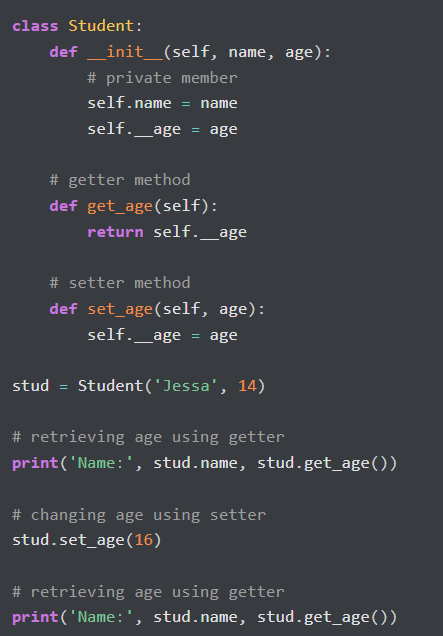 class Student:
    def __init__(self, name, age):
        # private member
        self.name = name
        self.__age = age

    # getter method
    def get_age(self):
        return self.__age

    # setter method
    def set_age(self, age):
        self.__age = age

stud = Student('Jessa', 14)

# retrieving age using getter
print('Name:', stud.name, stud.get_age())

# changing age using setter
stud.set_age(16)

# retrieving age using getter
print('Name:', stud.name, stud.get_age())